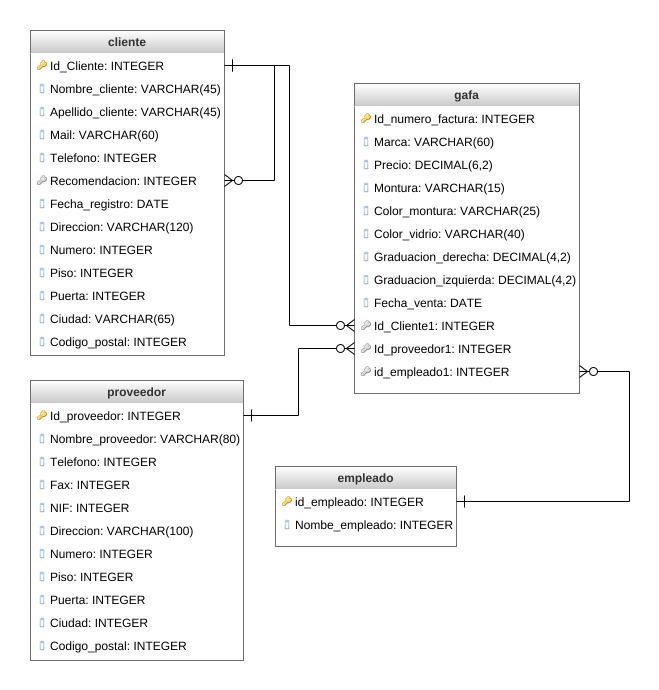 cliente
Id_Cliente: INTEGER
Nombre_cliente: VARCHAR(45)
Apellido_cliente: VARCHAR(45)
Mail: VARCHAR(60)
Telefono: INTEGER
Recomendacion: INTEGER
Fecha_registro: DATE
Direccion: VARCHAR(120)
Numero: INTEGER
Piso: INTEGER
Puerta: INTEGER
Ciudad: VARCHAR(65)
Codigo_postal: INTEGER
gafa
Id_numero_factura: INTEGER
Marca: VARCHAR(60)
Precio: DECIMAL(6,2)
Montura: VARCHAR(15)
Color_montura: VARCHAR(25)
Color_vidrio: VARCHAR(40)
Graduacion_derecha: DECIMAL(4,2)
Graduacion_izquierda: DECIMAL(4,2)
Fecha_venta: DATE
Id_Cliente1: INTEGER
Id_proveedor1: INTEGER
id_empleado1: INTEGER
proveedor
Id_proveedor: INTEGER
Nombre_proveedor: VARCHAR(80)
Telefono: INTEGER
Fax: INTEGER
NIF: INTEGER
Direccion: VARCHAR(100)
Numero: INTEGER
Piso: INTEGER
Puerta: INTEGER
Ciudad: INTEGER
Codigo_postal: INTEGER
empleado
id_empleado: INTEGER
Nombe_empleado: INTEGER